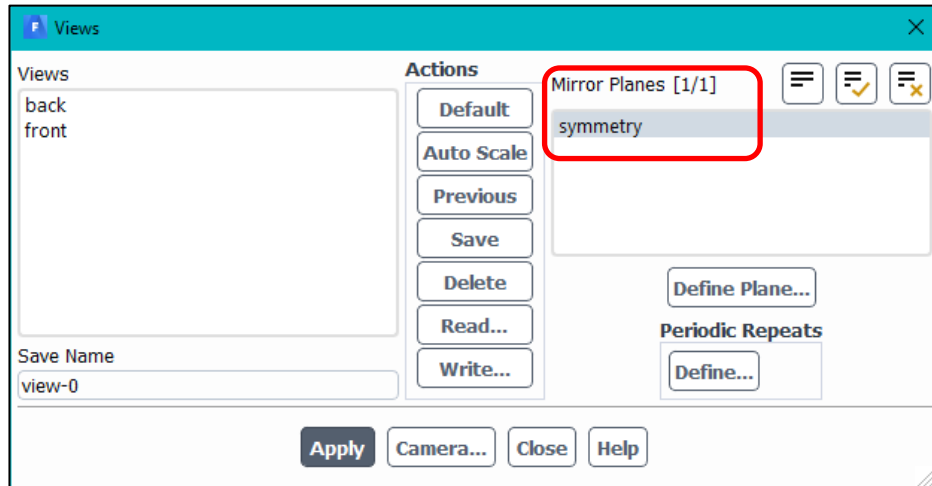 F Views
Views
back
front
Save Name
view-0
Actions
Default
Auto Scale
Previous
Save
Delete
Read...
Write...
Mirror Planes [1/1]
symmetry
Define Plane...
Periodic Repeats
Define...
Apply
Camera...
Close
Help